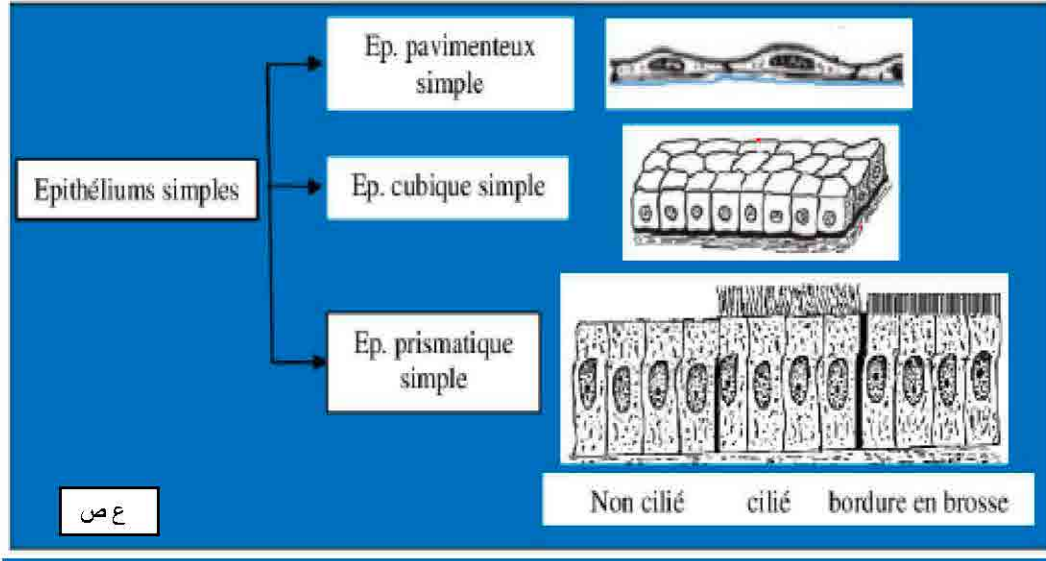 Ep. pavimenteux
simple
Epithéliums simples
Ep. cubique simple
Ep. prismatique
simple
Non cilié cilié bordure en brosse
ع ص